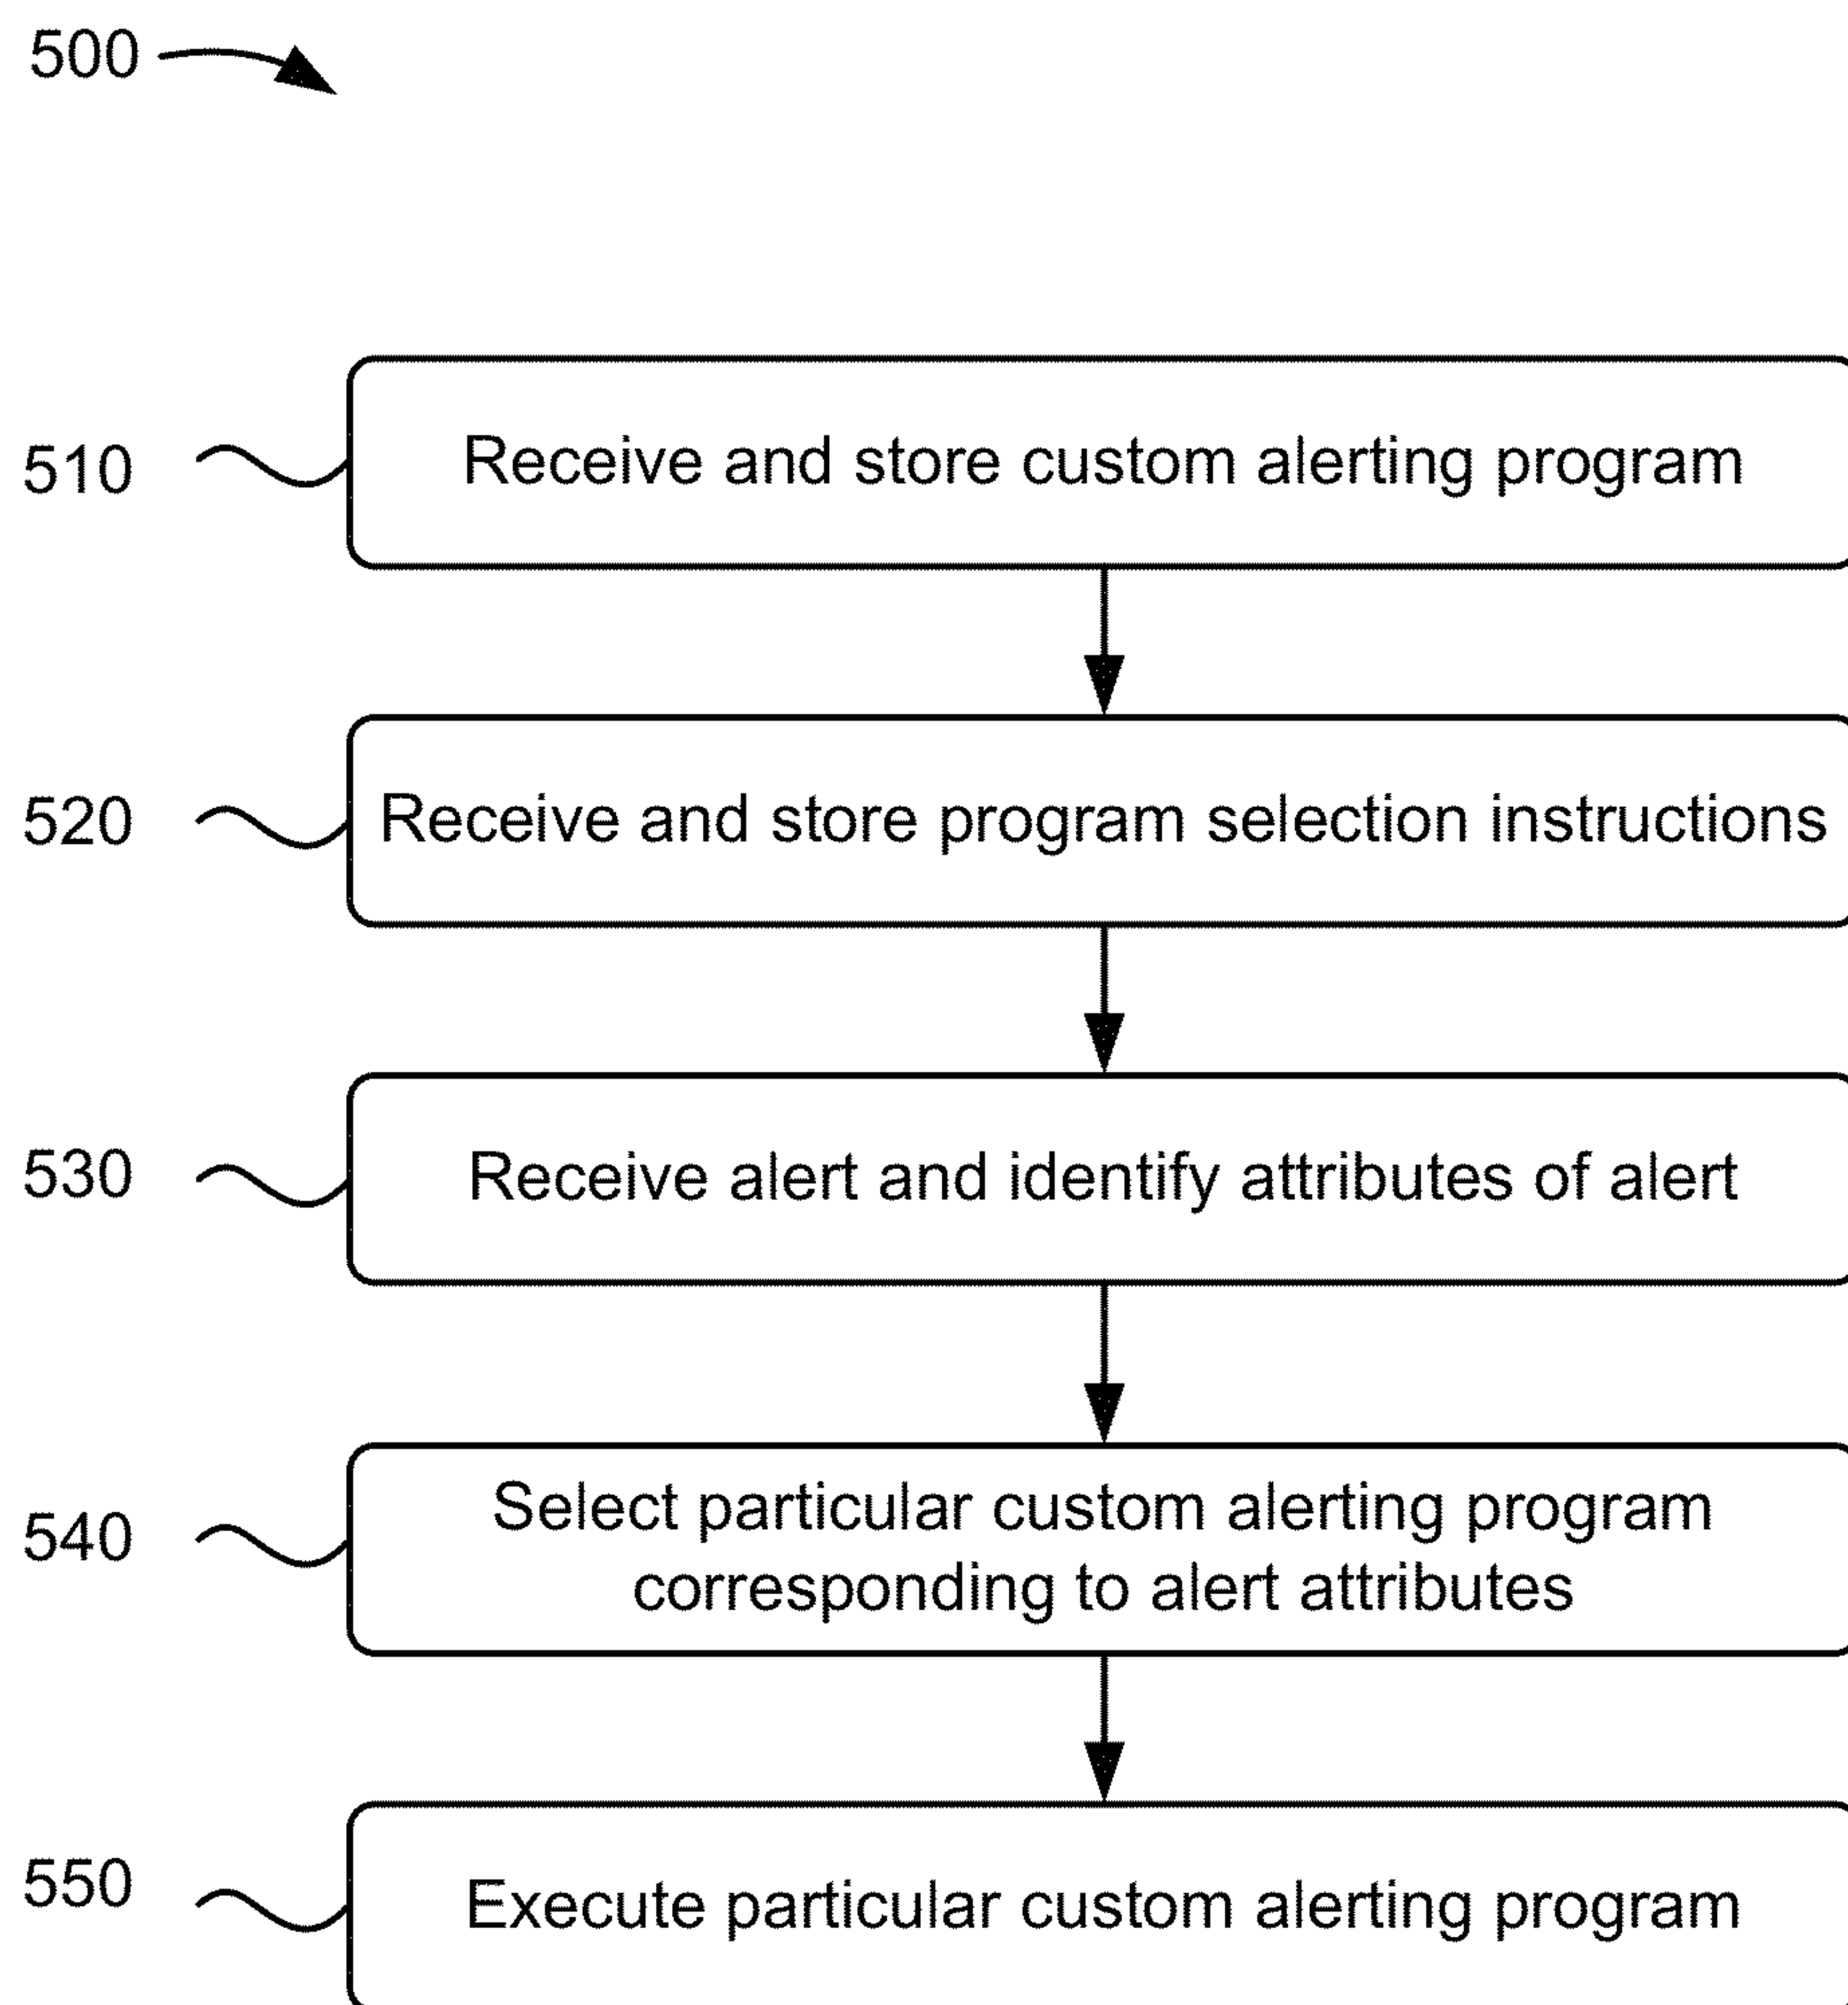 500
510
Receive and store custom alerting program
520
Receive and store program selection instructions
530
Receive alert and identify attributes of alert
540
Select particular custom alerting program
corresponding to alert attributes
550
Execute particular custom alerting program